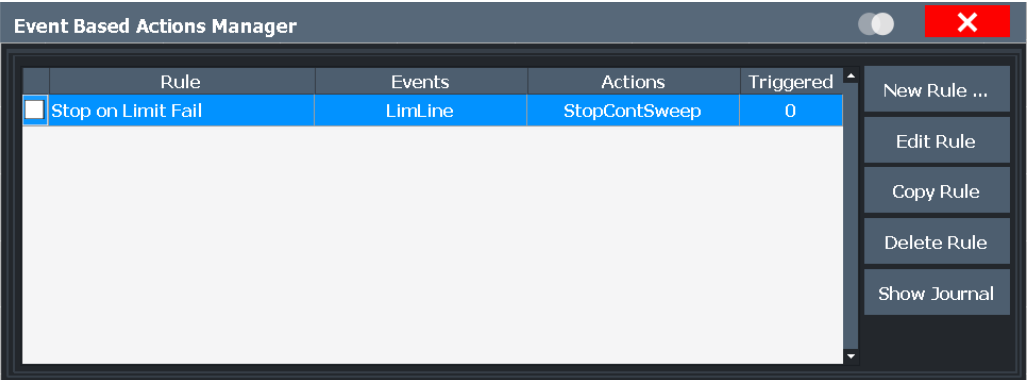 Event Based Actions Manager
Rule Events Actions Triggered
Stop on Limit Fail LimLine StopContSweep 0
New Rule ...
Edit Rule
Copy Rule
Delete Rule
Show Journal